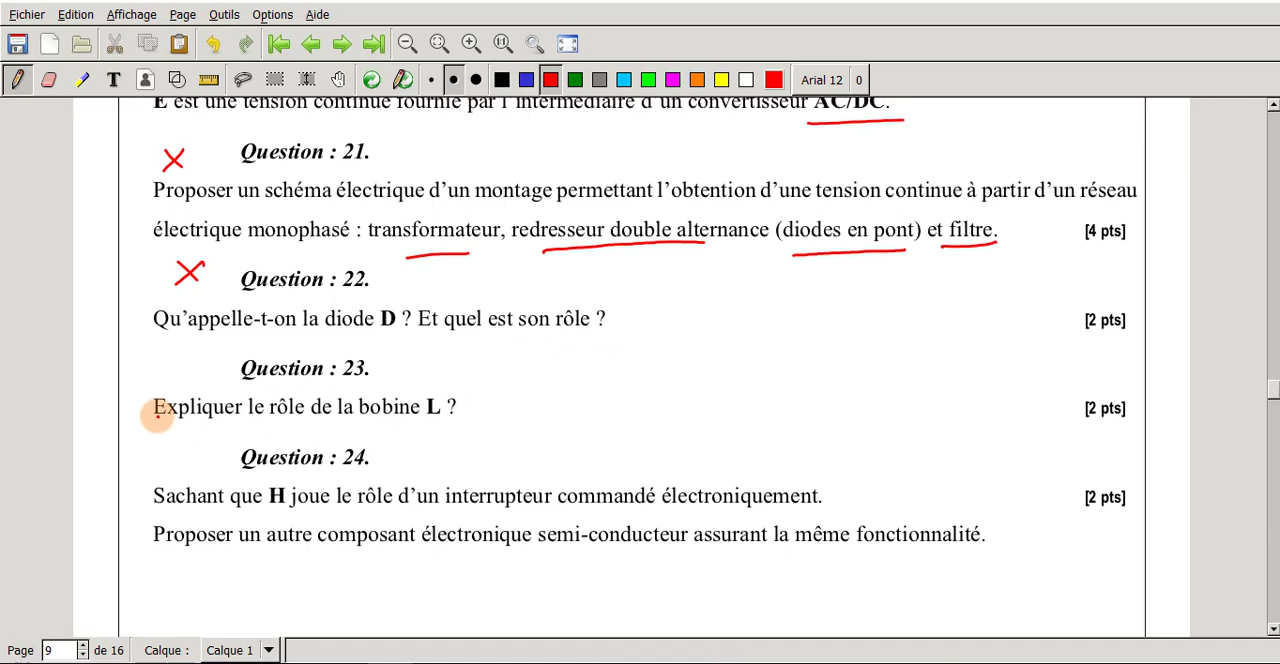 Fichier Edition Affichage Page Outils Options Aide
Arial 12 0
E est une tension continue fournie par l’intermédiaire d’un convertisseur AC/DC.
Question : 21.
Proposer un schéma électrique d’un montage permettant l’obtention d’une tension continue à partir d’un réseau
électrique monophasé : transformateur, redresseur double alternance (diodes en pont) et filtre. [4 pts]
Question : 22.
Qu’appelle-t-on la diode D ? Et quel est son rôle ? [2 pts]
Question : 23.
Expliquer le rôle de la bobine L ? [2 pts]
Question : 24.
Sachant que H joue le rôle d’un interrupteur commandé électroniquement. [2 pts]
Proposer un autre composant électronique semi-conducteur assurant la même fonctionnalité.
Page 9 de 16 Calque : Calque 1